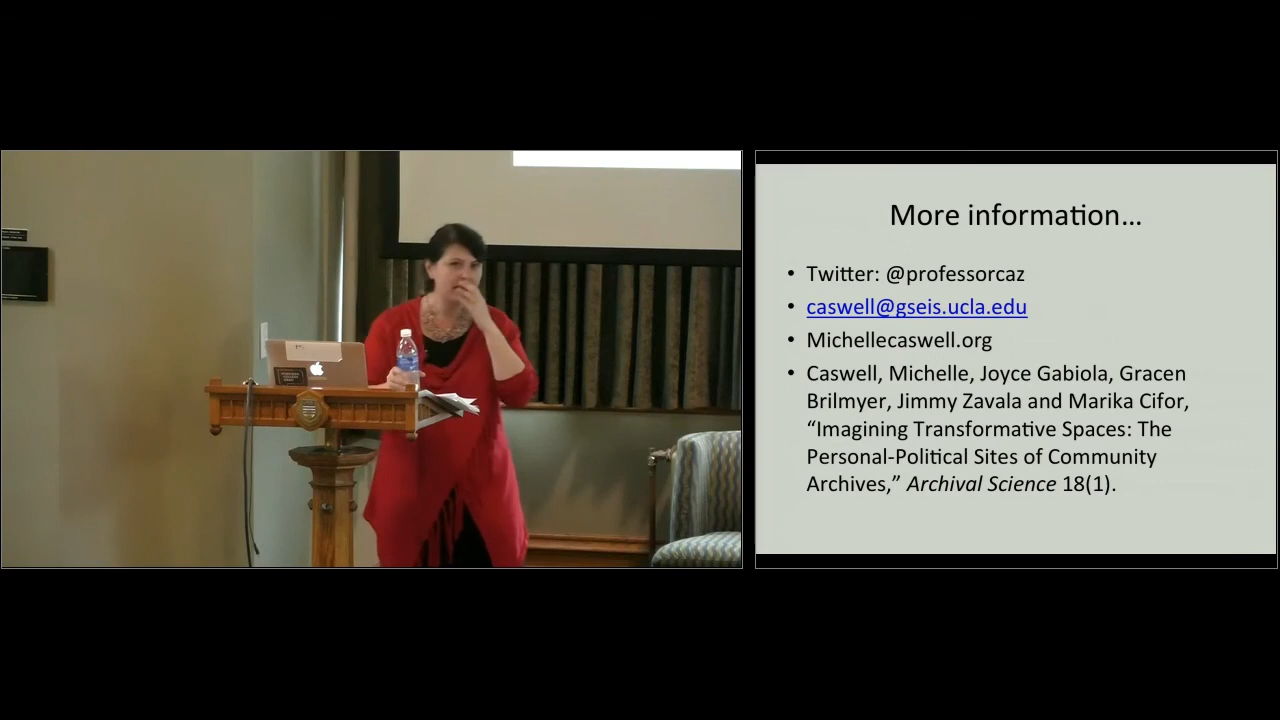 More information…
• Twitter: @professorcaz
• caswell@gseis.ucla.edu
• Michellecaswell.org
• Caswell, Michelle, Joyce Gabiola, Gracen
Brilmyer, Jimmy Zavala and Marika Cifor,
“Imagining Transformative Spaces: The
Personal-Political Sites of Community
Archives,” Archival Science 18(1).